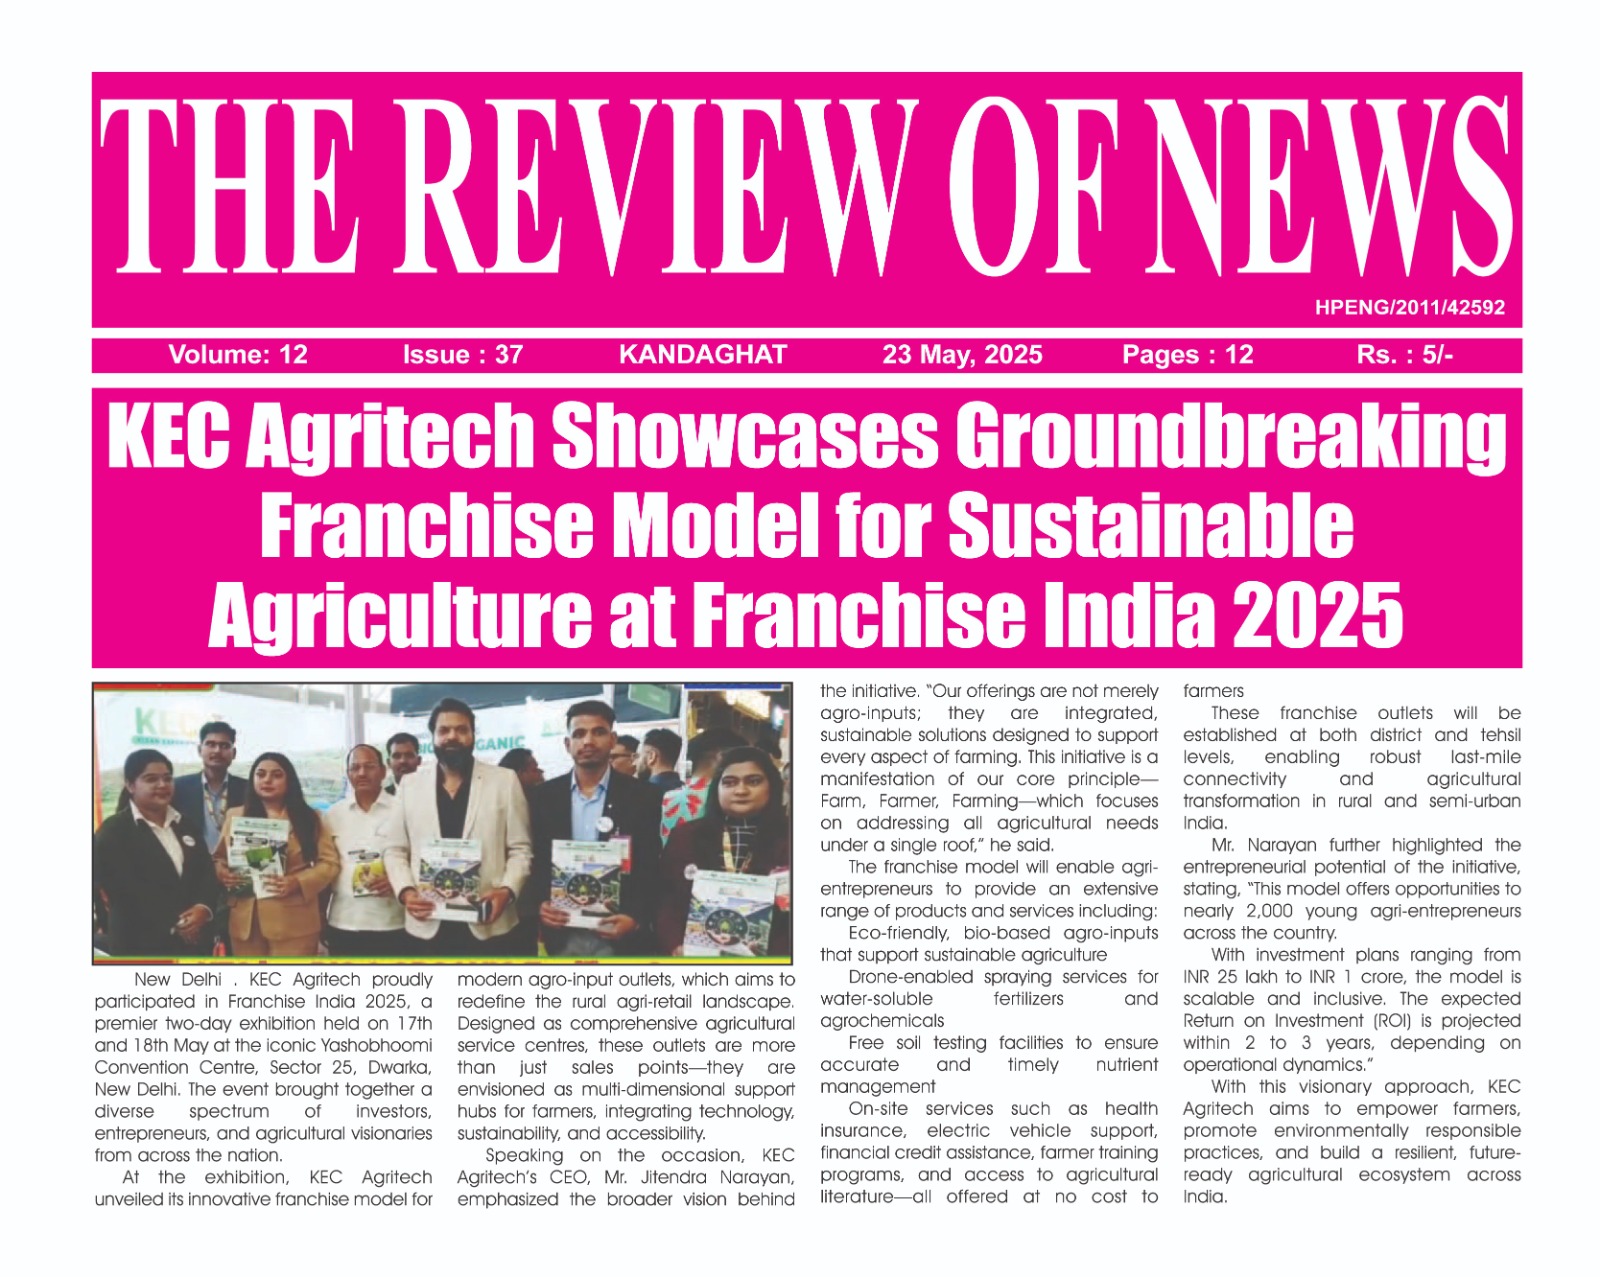 THE REVIEW OF NEWS
HPENG/2011/42592
Volume: 12 Issue : 37 KANDAGHAT 23 May, 2025 Pages : 12 Rs. : 5/-
KEC Agritech Showcases Groundbreaking
Franchise Model for Sustainable
Agriculture at Franchise India 2025
KEC
ORGANIC
New Delhi . KEC Agritech proudly
participated in Franchise India 2025, a
premier two-day exhibition held on 17th
and 18th May at the iconic Yashobhoomi
Convention Centre, Sector 25, Dwarka,
New Delhi. The event brought together a
diverse spectrum of investors,
entrepreneurs, and agricultural visionaries
from across the nation.
At the exhibition, KEC Agritech
unveiled its innovative franchise model for
modern agro-input outlets, which aims to
redefine the rural agri-retail landscape.
Designed as comprehensive agricultural
service centres, these outlets are more
than just sales points—they are
envisioned as multi-dimensional support
hubs for farmers, integrating technology,
sustainability, and accessibility.
Speaking on the occasion, KEC
Agritech's CEO, Mr. Jitendra Narayan,
emphasized the broader vision behind
the initiative. "Our offerings are not merely
agro-inputs; they are integrated,
sustainable solutions designed to support
every aspect of farming. This initiative is a
manifestation of our core principle—
Farm, Farmer, Farming—which focuses
on addressing all agricultural needs
under a single roof," he said.
The franchise model will enable agri-
entrepreneurs to provide an extensive
range of products and services including:
Eco-friendly, bio-based agro-inputs
that support sustainable agriculture
Drone-enabled spraying services for
water-soluble fertilizers and
agrochemicals
Free soil testing facilities to ensure
accurate and timely nutrient
management
On-site services such as health
insurance, electric vehicle support,
financial credit assistance, farmer training
programs, and access to agricultural
literature—all offered at no cost to
farmers
These franchise outlets will be
established at both district and tehsil
levels, enabling robust last-mile
connectivity and agricultural
transformation in rural and semi-urban
India.
Mr. Narayan further highlighted the
entrepreneurial potential of the initiative,
stating, "This model offers opportunities to
nearly 2,000 young agri-entrepreneurs
across the country.
With investment plans ranging from
INR 25 lakh to INR 1 crore, the model is
scalable and inclusive. The expected
Return on Investment (ROI) is projected
within 2 to 3 years, depending on
operational dynamics."
With this visionary approach, KEC
Agritech aims to empower farmers,
promote environmentally responsible
practices, and build a resilient, future-
ready agricultural ecosystem across
India.